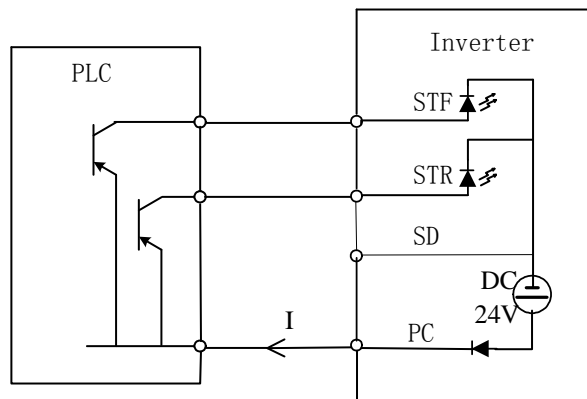 Inverter
PLC
STF
STR
SD
DC
24V
I
PC